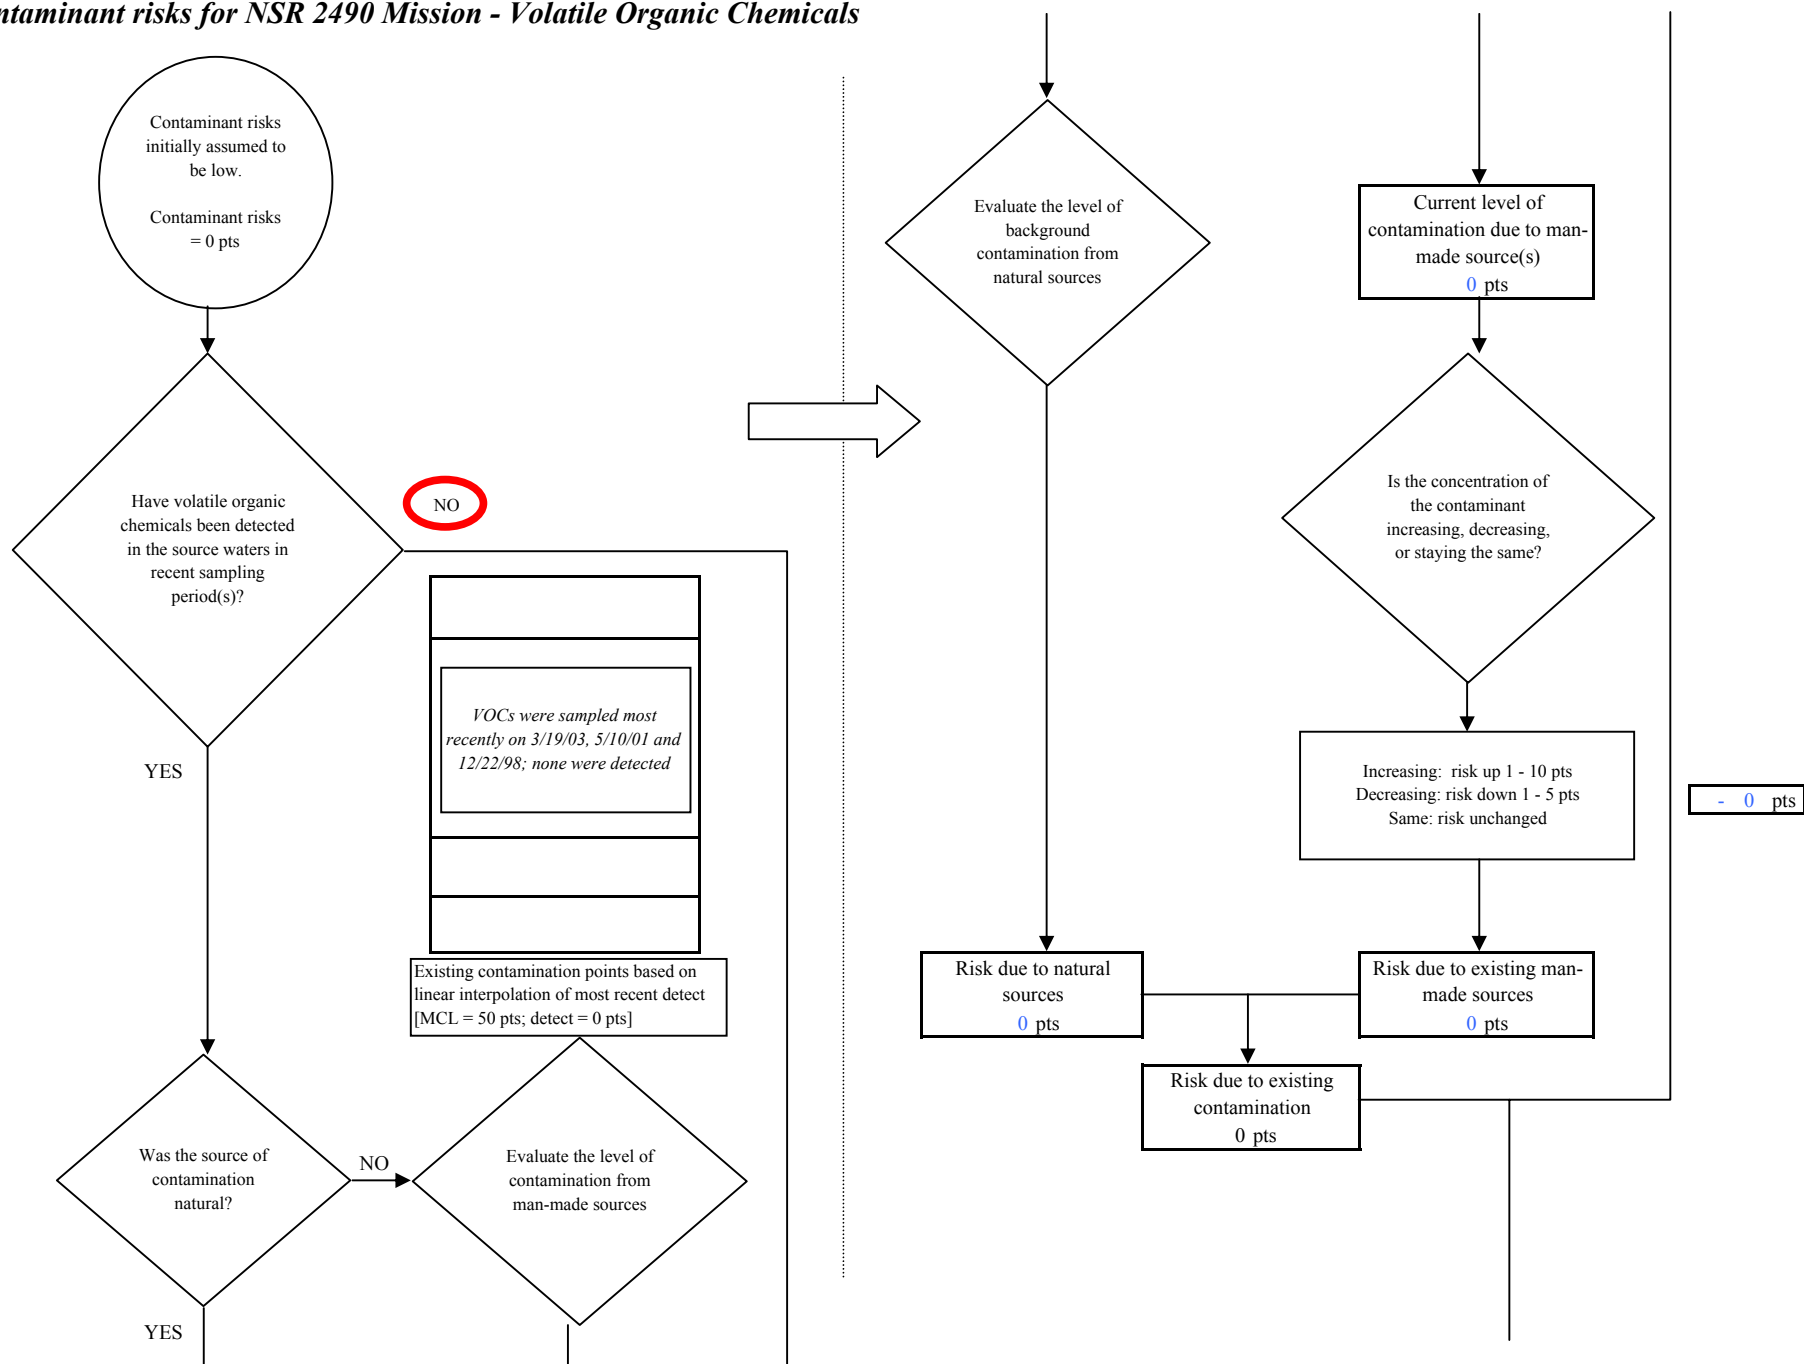 ntaminant risks for NSR 2490 Mission - Volatile Organic Chemicals
Contaminant risks
initially assumed to
be low.
Contaminant risks
= 0 pts
Have volatile organic
chemicals been detected
in the source waters in
recent sampling
period(s)?
NO
YES
VOCs were sampled most
recently on 3/19/03, 5/10/01 and
12/22/98; none were detected
Existing contamination points based on
linear interpolation of most recent detect
[MCL = 50 pts; detect = 0 pts]
Was the source of
contamination
natural?
NO
Evaluate the level of
contamination from
man-made sources
YES
Evaluate the level of
background
contamination from
natural sources
Current level of
contamination due to man-
made source(s)
0 pts
Is the concentration of
the contaminant
increasing, decreasing,
or staying the same?
Increasing: risk up 1 - 10 pts
Decreasing: risk down 1 - 5 pts
Same: risk unchanged
- 0 pts
Risk due to natural
sources
0 pts
Risk due to existing man-
made sources
0 pts
Risk due to existing
contamination
0 pts